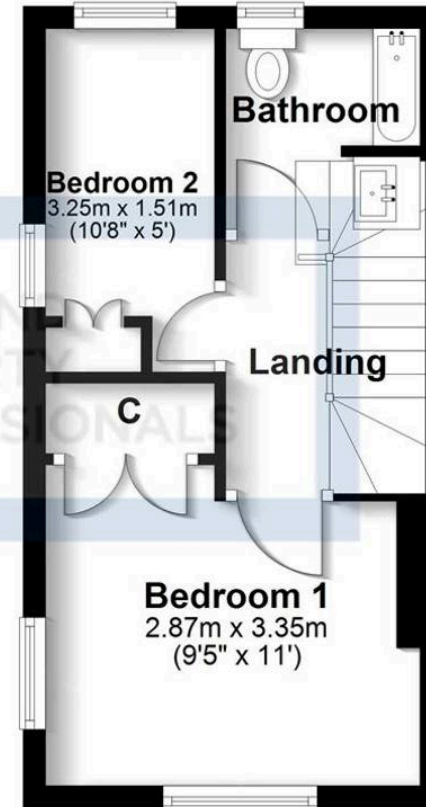 Bathroom
Bedroom 2
3.25m x 1.51m
(10'8" x 5')
Landing
C
SIONALS
Bedroom 1
2.87m x 3.35m
(9'5" x 11')